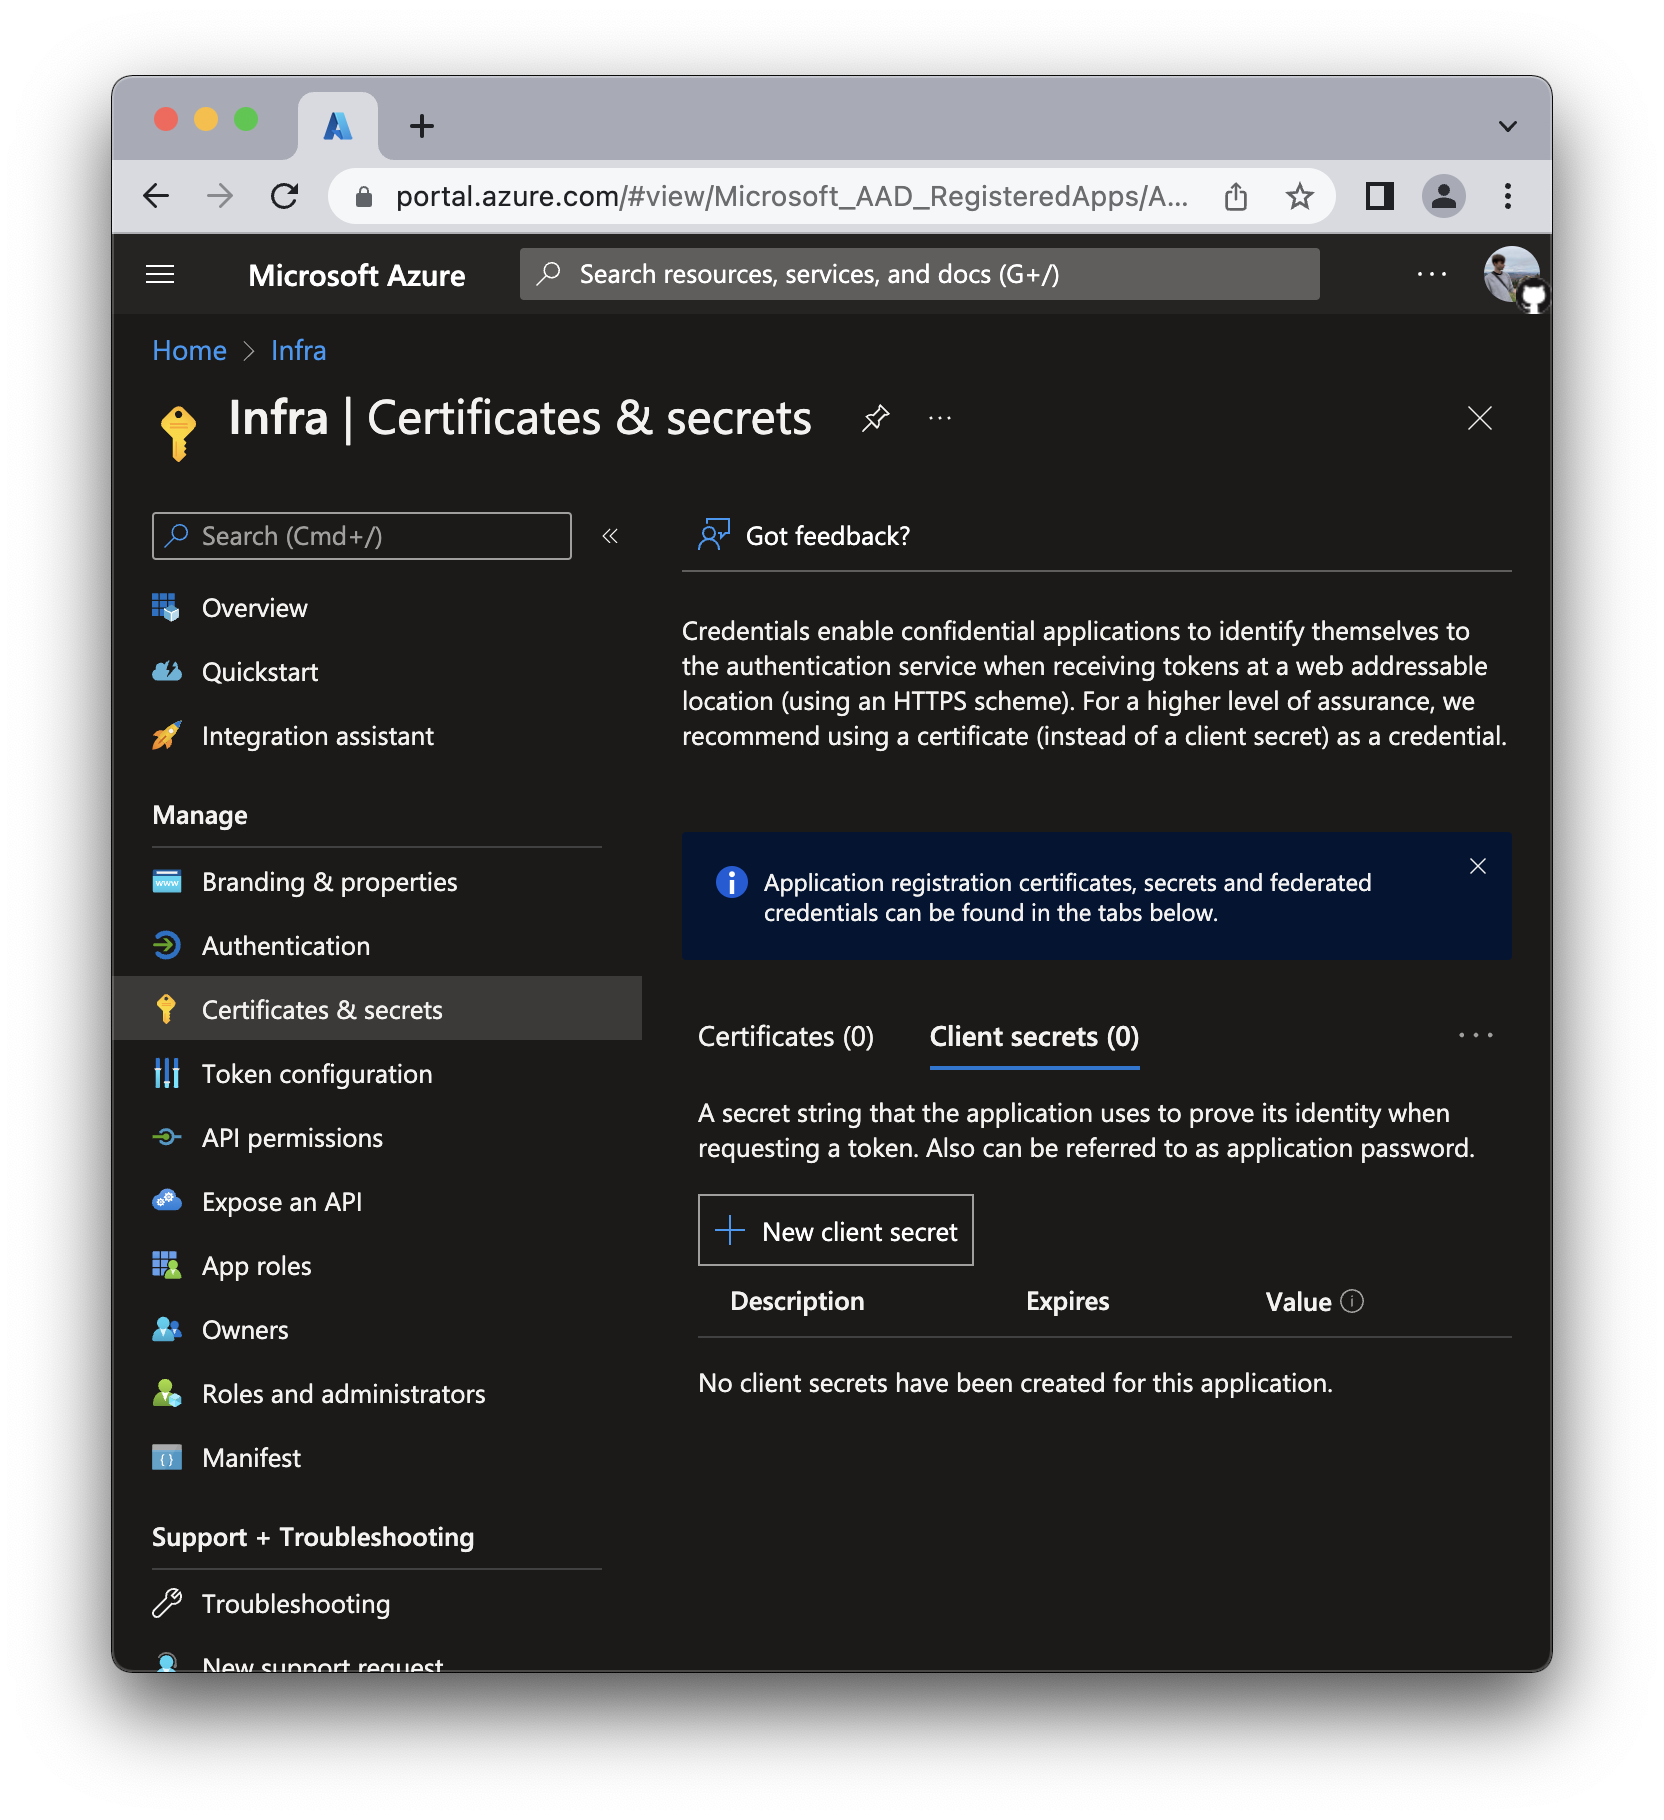 portal.azure.com/#view/Microsoft_AAD_RegisteredApps/A...
Microsoft Azure
Search resources, services, and docs (G+/)
Home > Infra
Infra | Certificates & secrets
Search (Cmd+/)
Overview
Quickstart
Integration assistant
Manage
Branding & properties
Authentication
Certificates & secrets
Token configuration
API permissions
Expose an API
App roles
Owners
Roles and administrators
Manifest
Support + Troubleshooting
Troubleshooting
New support request
Got feedback?
Credentials enable confidential applications to identify themselves to
the authentication service when receiving tokens at a web addressable
location (using an HTTPS scheme). For a higher level of assurance, we
recommend using a certificate (instead of a client secret) as a credential.
Application registration certificates, secrets and federated
credentials can be found in the tabs below.
Certificates (0) Client secrets (0)
A secret string that the application uses to prove its identity when
requesting a token. Also can be referred to as application password.
New client secret
Description Expires Value
No client secrets have been created for this application.